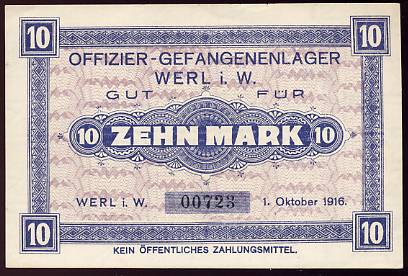 10 10
OFFIZIER-GEFANGENENLAGER
WERL i. W.
GUT FÜR
10 ZEHN MARK 10
WERL i. W. 00723 1. Oktober 1916.
10 10
KEIN ÖFFENTLICHES ZAHLUNGSMITTEL.